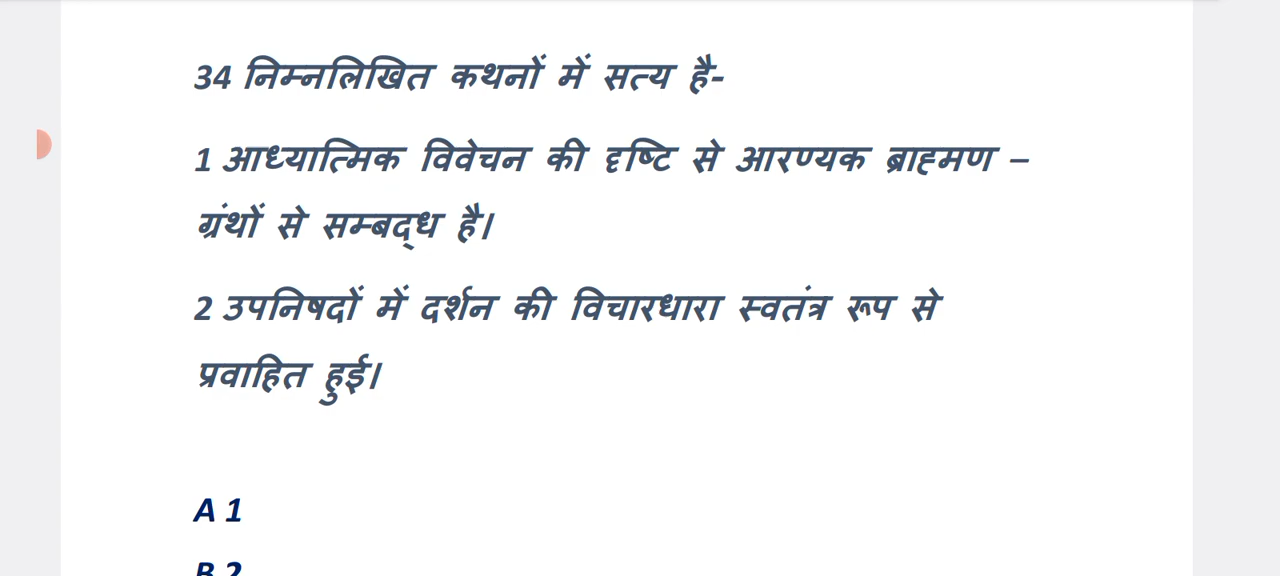 34 निम्नलिखित कथनों में सत्य है-
1 आध्यात्मिक विवेचन की दृष्टि से आरण्यक ब्राह्मण –
ग्रंथों से सम्बद्ध है।
2 उपनिषदों में दर्शन की विचारधारा स्वतंत्र रूप से
प्रवाहित हुई।
A 1
B 2